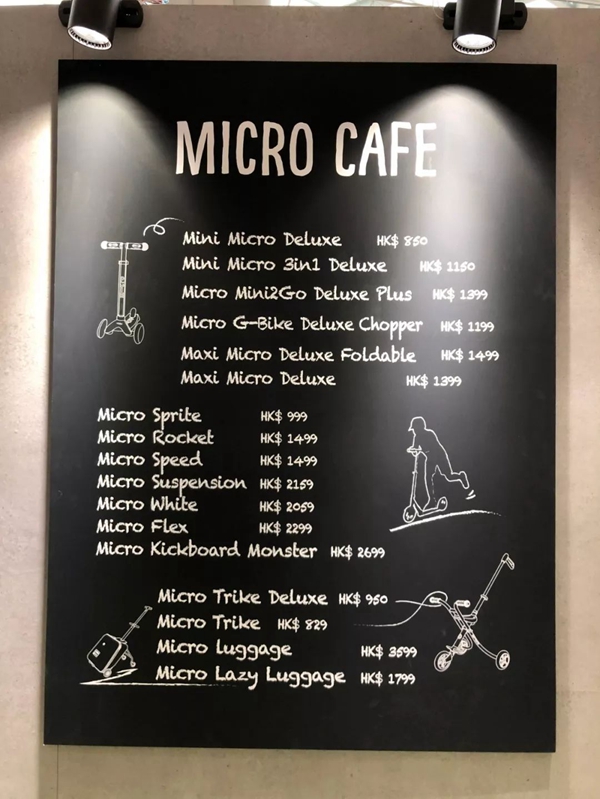 MICRO CAFE
Mini Micro Deluxe HK$ 850
Mini Micro 3in1 Deluxe HK$ 1150
Micro Mini2Go Deluxe Plus HK$ 1399
Micro G-Bike Deluxe Chopper HK$ 1199
Maxi Micro Deluxe Foldable HK$ 1499
Maxi Micro Deluxe HK$ 1399
Micro Sprite HK$ 999
Micro Rocket HK$ 1499
Micro Speed HK$ 1499
Micro Suspension HK$ 2159
Micro White HK$ 2059
Micro Flex HK$ 2299
Micro Kickboard Monster HK$ 2699
Micro Trike Deluxe HK$ 950
Micro Trike HK$ 829
Micro luggage HK$ 3599
Micro Lazy Luggage HK$ 1799